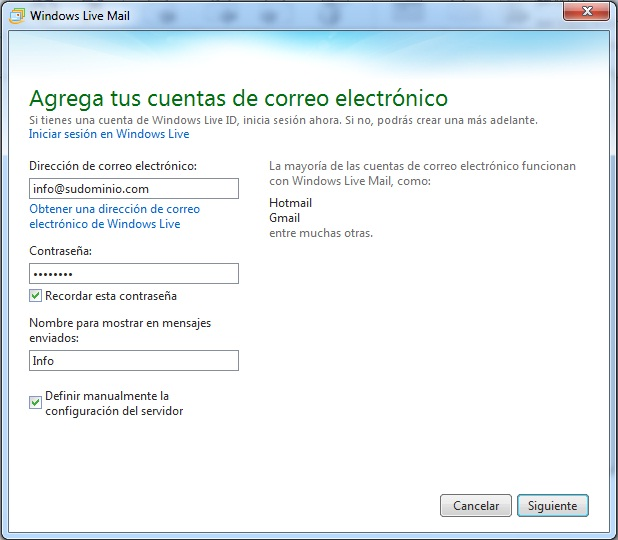 Windows Live Mail
Agrega tus cuentas de correo electrónico
Si tienes una cuenta de Windows Live ID, inicia sesión ahora. Si no, podrás crear una más adelante.
Iniciar sesión en Windows Live
Dirección de correo electrónico:
info@sudominio.com
Obtener una dirección de correo
electrónico de Windows Live
Contraseña:
••••••••
Recordar esta contraseña
Nombre para mostrar en mensajes
enviados:
Info
Definir manualmente la
configuración del servidor
La mayoría de las cuentas de correo electrónico funcionan
con Windows Live Mail, como:
Hotmail
Gmail
entre muchas otras.
Cancelar
Siguiente